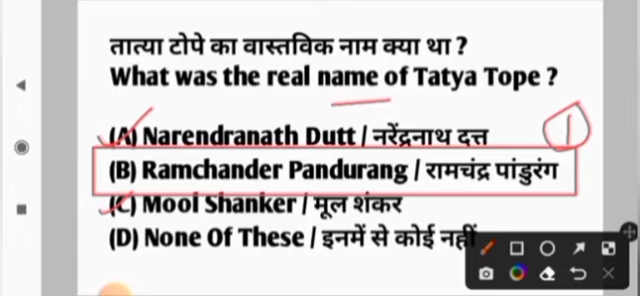 तात्या टोपे का वास्तविक नाम क्या था ?
What was the real name of Tatya Tope ?
(A) Narendranath Dutt / नरेंद्रनाथ दत्त
1
(B) Ramchander Pandurang / रामचंद्र पांडुरंग
(C) Mool Shanker / मूल शंकर
(D) None Of These / इनमें से कोई नहीं